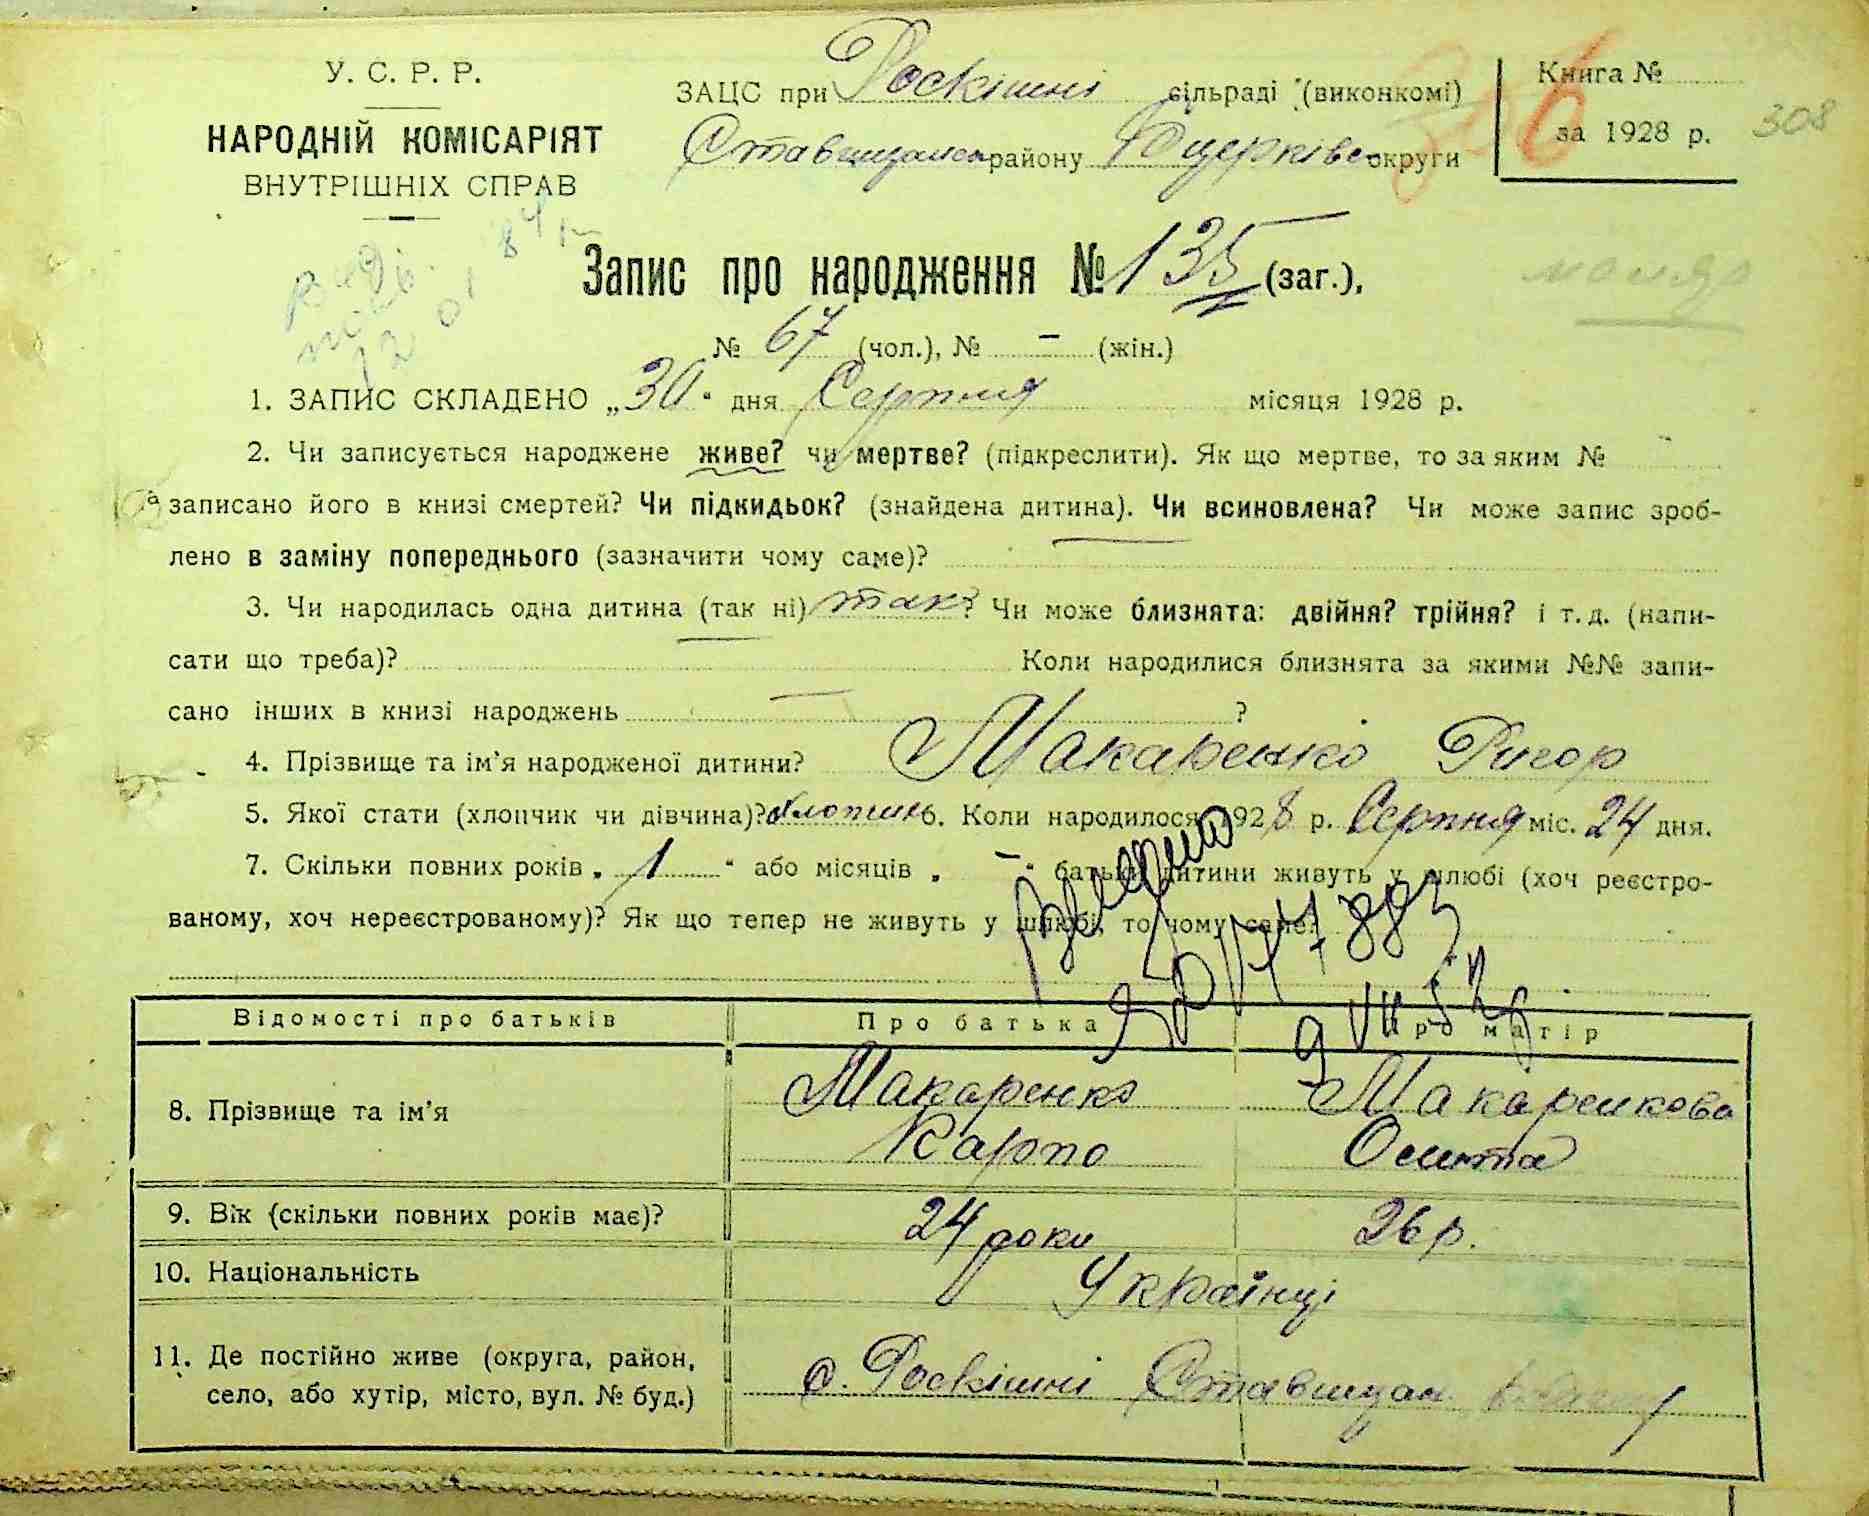 У. С. Р. Р.
НАРОДНІЙ КОМІСАРІЯТ
ВНУТРІШНІХ СПРАВ
ЗАЦС при Роскішні сільраді (виконкомі)
Ставищанськ району Б церківс округи
Книга №
за 1928 р.
308
Запис про народження № 135 (заг.),
№ 67 (чол.), № – (жін.)
1. ЗАПИС СКЛАДЕНО „30" дня Серпня місяця 1928 р.
2. Чи записується народжене живе? чи мертве? (підкреслити). Як що мертве, то за яким №
записано його в книзі смертей? Чи підкидьок? (знайдена дитина). Чи всиновлена? Чи може запис зроб-
лено в заміну попереднього (зазначити чому саме)?
3. Чи народилась одна дитина (так ні) так? Чи може близнята: двійня? трійня? і т. д. (напи-
сати що треба)? Коли народилися близнята за якими №№ запи-
сано інших в книзі народжень ?
4. Прізвище та ім'я народженої дитини? Макаренко Григор
5. Якої стати (хлопчик чи дівчина)? Хлопчик 6. Коли народилося 1928 р. Серпня міс. 24 дня.
7. Скільки повних років „ 1 " або місяців „ – " батьки дитини живуть у шлюбі (хоч реєстро-
ваному, хоч нереєстрованому)? Як що тепер не живуть у шлюбі, то чому саме?
Відомості про батьків Про батька Про матір
8. Прізвище та ім'я Макаренко Макаренкова
Карпо
9. Вік (скільки повних років має)? 24 роки 26 р.
10. Національність Українці
11. Де постійно живе (округа, район,
село, або хутір, місто, вул. № буд.) с. Роскішні Ставищан